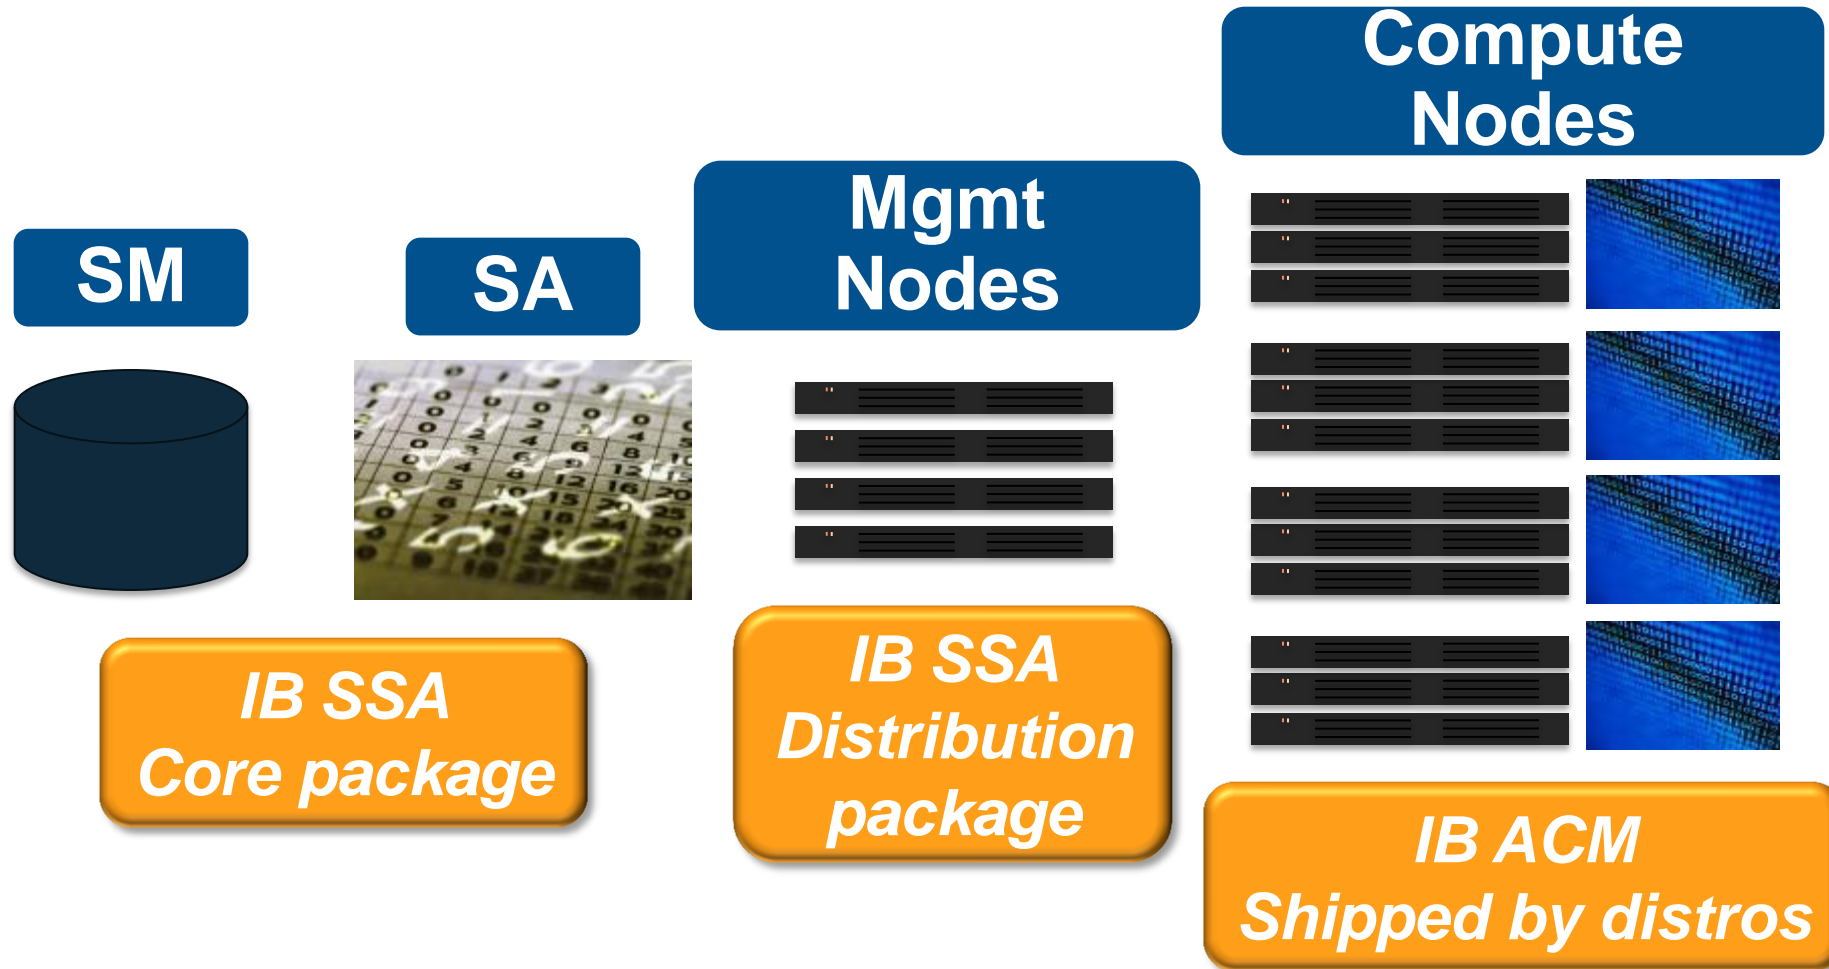 Compute
Nodes
Mgmt
Nodes
SM
SA
IB SSA
Core package
IB SSA
Distribution
package
IB ACM
Shipped by distros